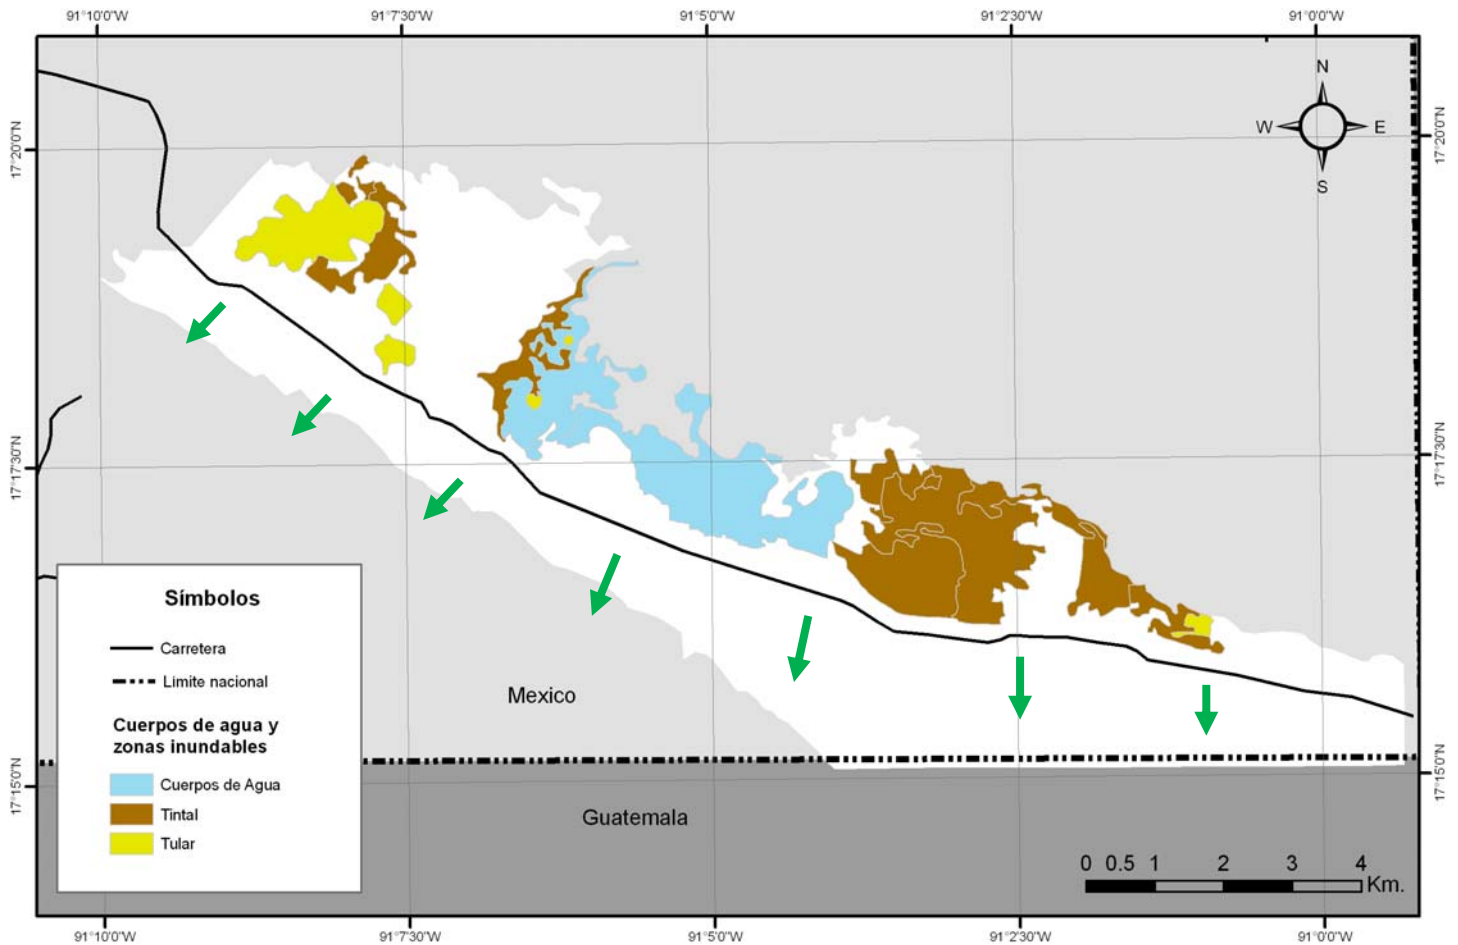 91°10'0"W 91°7'30"W 91°5'0"W 91°2'30"W 91°0'0"W
N
W E
S
17°20'0"N 17°20'0"N
17°17'30"N 17°17'30"N
Símbolos
Carretera
Limite nacional
Cuerpos de agua y
zonas inundables
Cuerpos de Agua
Tintal
Tular
Mexico
Guatemala
17°15'0"N 17°15'0"N
0 0.5 1 2 3 4
Km.
91°10'0"W 91°7'30"W 91°5'0"W 91°2'30"W 91°0'0"W